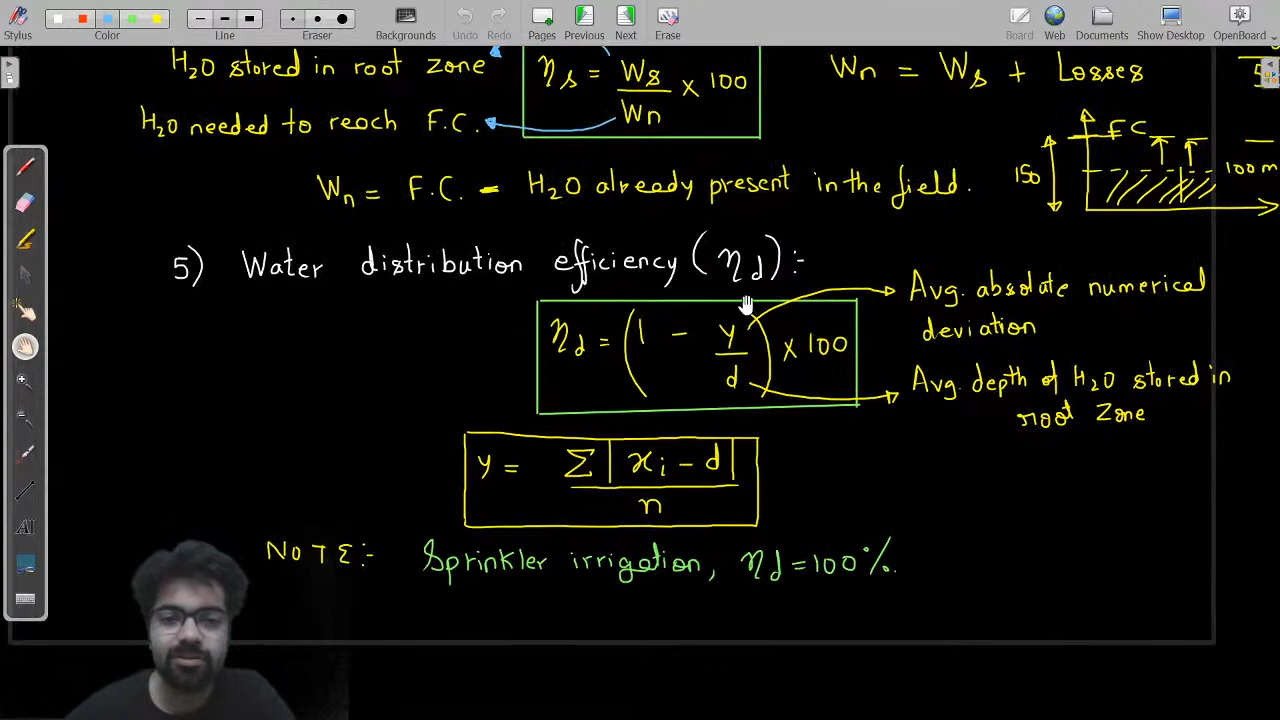 Stylus
Color
Line
Eraser
Backgrounds
Undo
Redo
Pages
Previous
Next
Erase
Board
Web
Documents
Show Desktop
OpenBoard
H2O stored in root zone
ηs = Ws / Wn × 100
Wn = Ws + Losses
H2O needed to reach F.C.
FC
150
100 m
Wn = F.C. - H2O already present in the field.
5) Water distribution efficiency (ηd) :-
ηd = (1 - y/d) × 100
Avg. absolute numerical
deviation
Avg. depth of H2O stored in
root zone
y = Σ|xi - d| / n
NOTE:- Sprinkler irrigation, ηd = 100%.